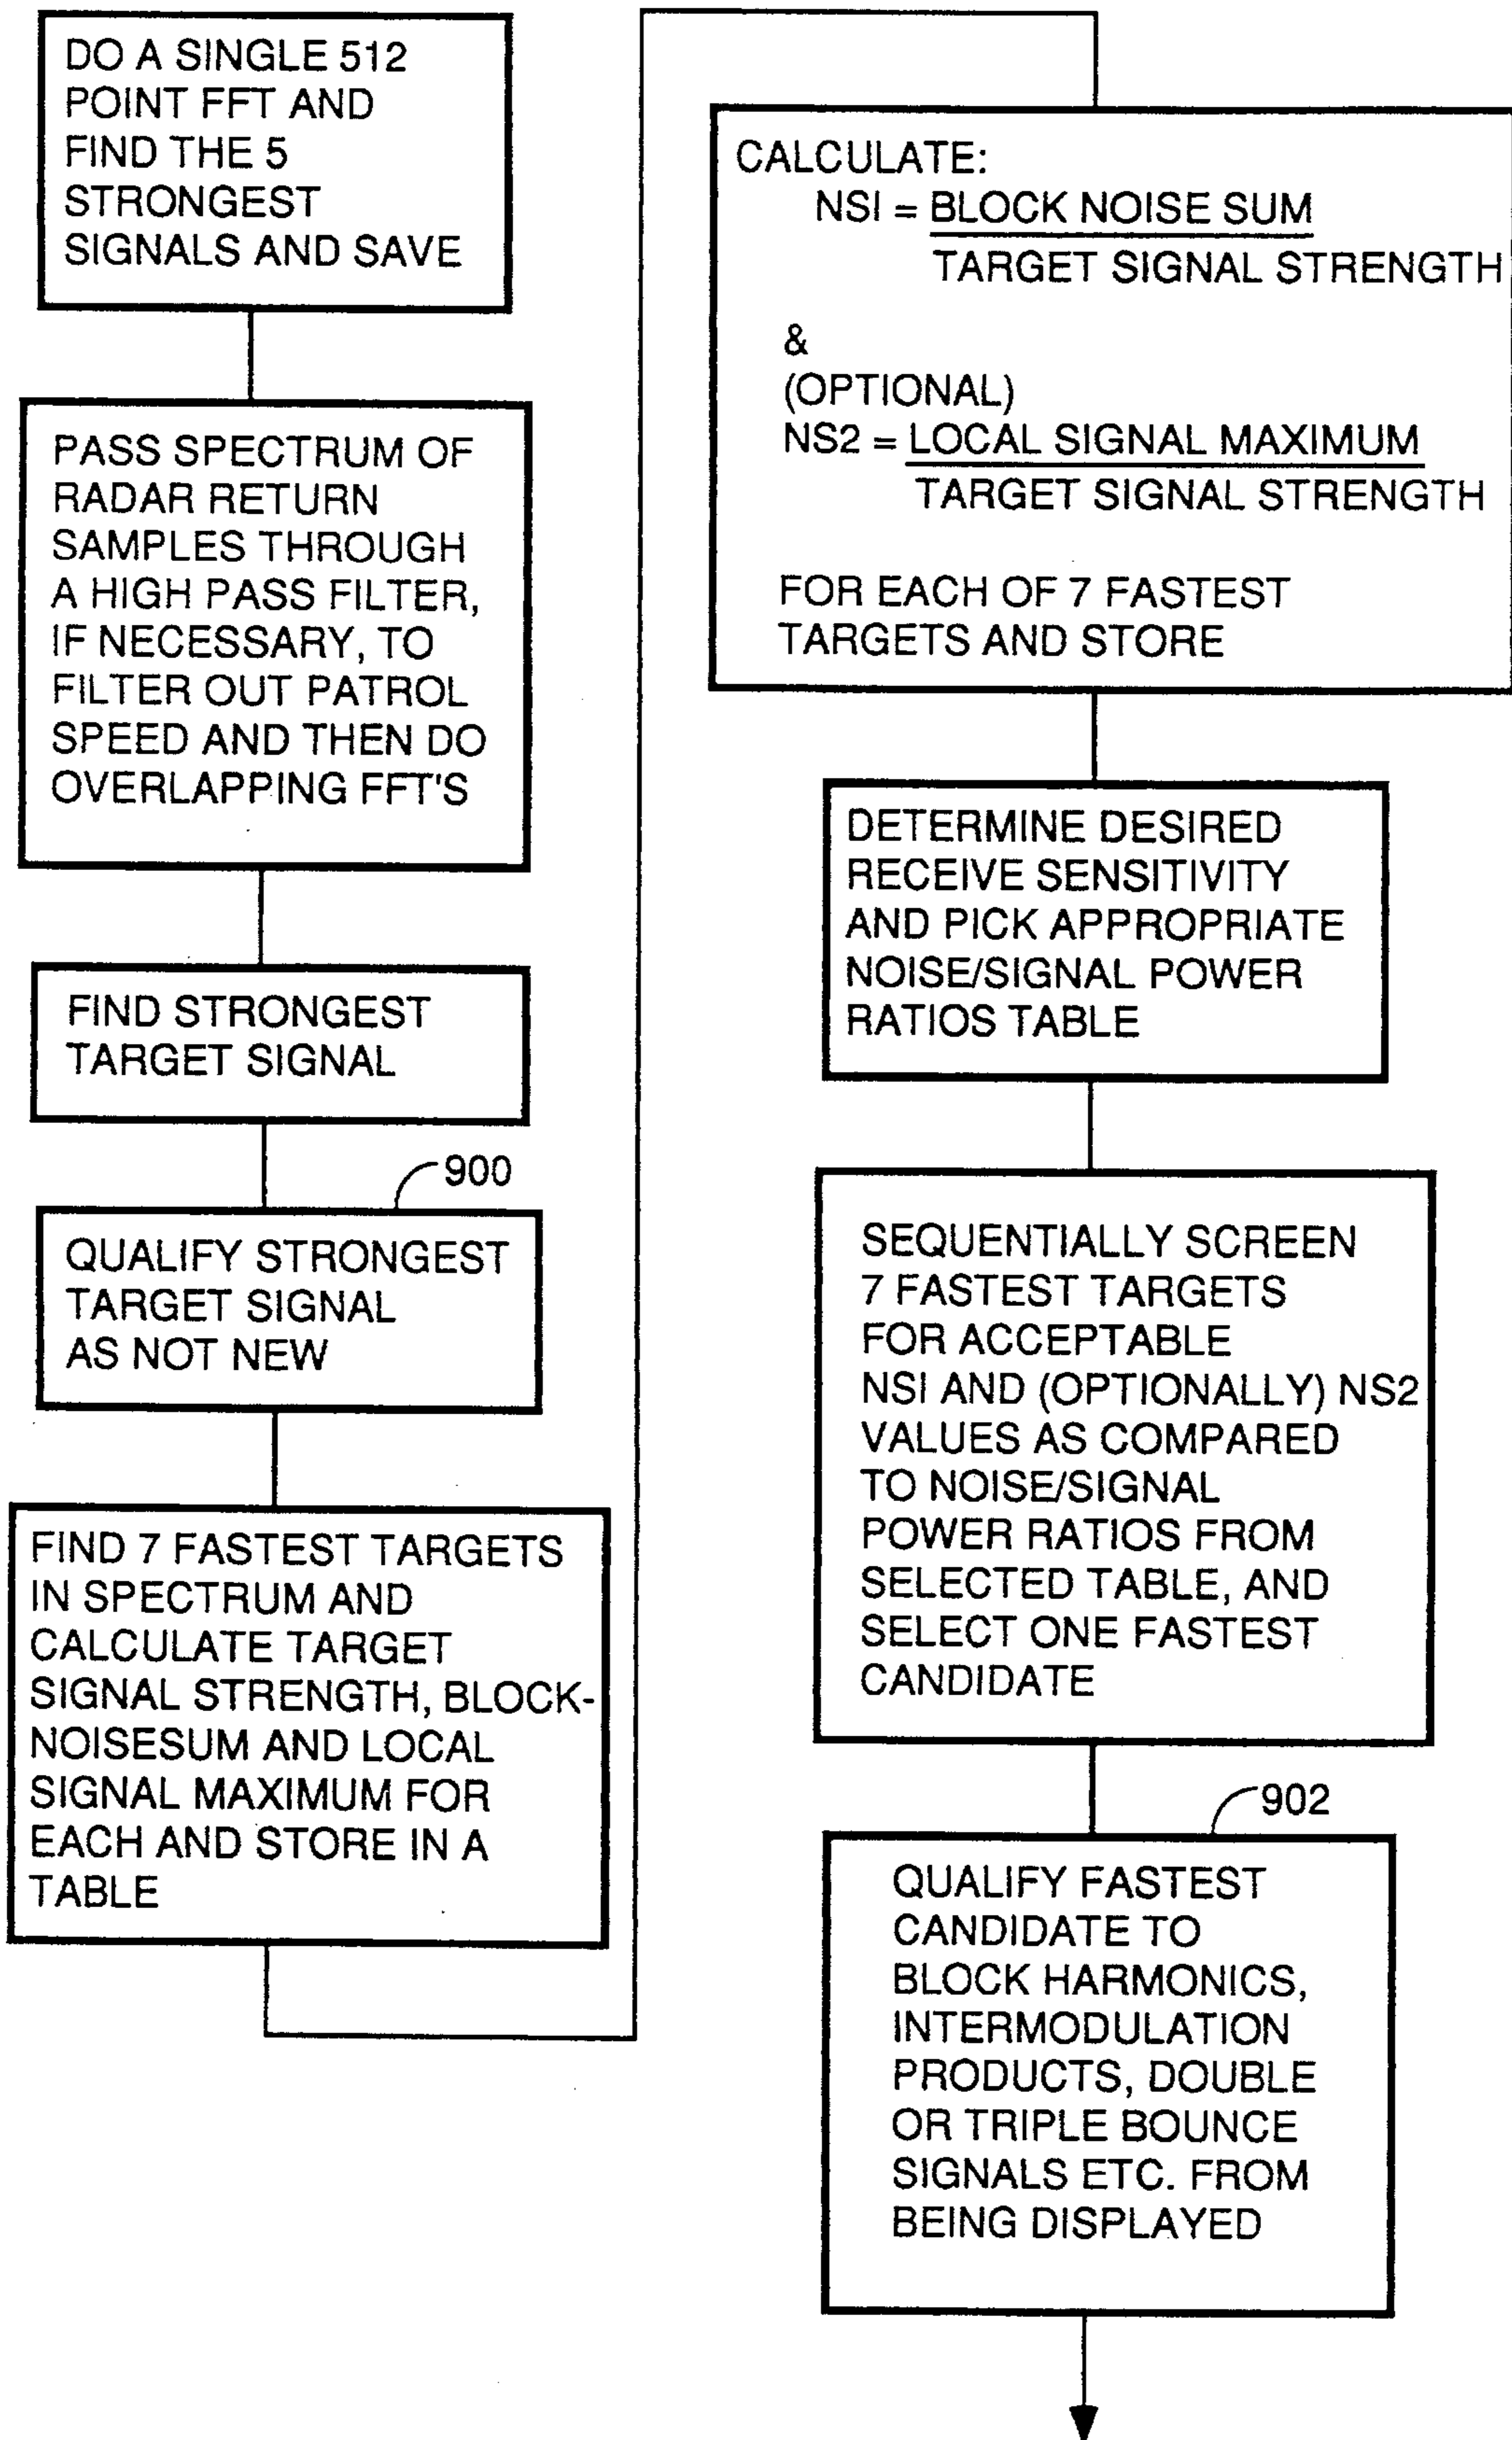 DO A SINGLE 512
POINT FFT AND
FIND THE 5
STRONGEST
SIGNALS AND SAVE
PASS SPECTRUM OF
RADAR RETURN
SAMPLES THROUGH
A HIGH PASS FILTER,
IF NECESSARY, TO
FILTER OUT PATROL
SPEED AND THEN DO
OVERLAPPING FFT'S
FIND STRONGEST
TARGET SIGNAL
900
QUALIFY STRONGEST
TARGET SIGNAL
AS NOT NEW
FIND 7 FASTEST TARGETS
IN SPECTRUM AND
CALCULATE TARGET
SIGNAL STRENGTH, BLOCK-
NOISESUM AND LOCAL
SIGNAL MAXIMUM FOR
EACH AND STORE IN A
TABLE
CALCULATE:
NSI = BLOCK NOISE SUM
TARGET SIGNAL STRENGTH
&
(OPTIONAL)
NS2 = LOCAL SIGNAL MAXIMUM
TARGET SIGNAL STRENGTH
FOR EACH OF 7 FASTEST
TARGETS AND STORE
DETERMINE DESIRED
RECEIVE SENSITIVITY
AND PICK APPROPRIATE
NOISE/SIGNAL POWER
RATIOS TABLE
SEQUENTIALLY SCREEN
7 FASTEST TARGETS
FOR ACCEPTABLE
NSI AND (OPTIONALLY) NS2
VALUES AS COMPARED
TO NOISE/SIGNAL
POWER RATIOS FROM
SELECTED TABLE, AND
SELECT ONE FASTEST
CANDIDATE
902
QUALIFY FASTEST
CANDIDATE TO
BLOCK HARMONICS,
INTERMODULATION
PRODUCTS, DOUBLE
OR TRIPLE BOUNCE
SIGNALS ETC. FROM
BEING DISPLAYED